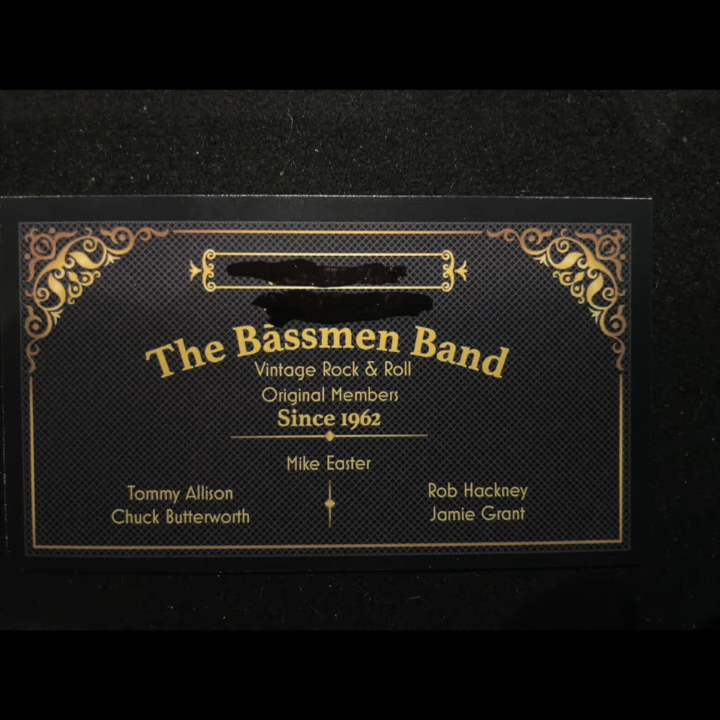 The Bassmen Band
Vintage Rock & Roll
Original Members
Since 1962
Mike Easter
Tommy Allison
Chuck Butterworth
Rob Hackney
Jamie Grant